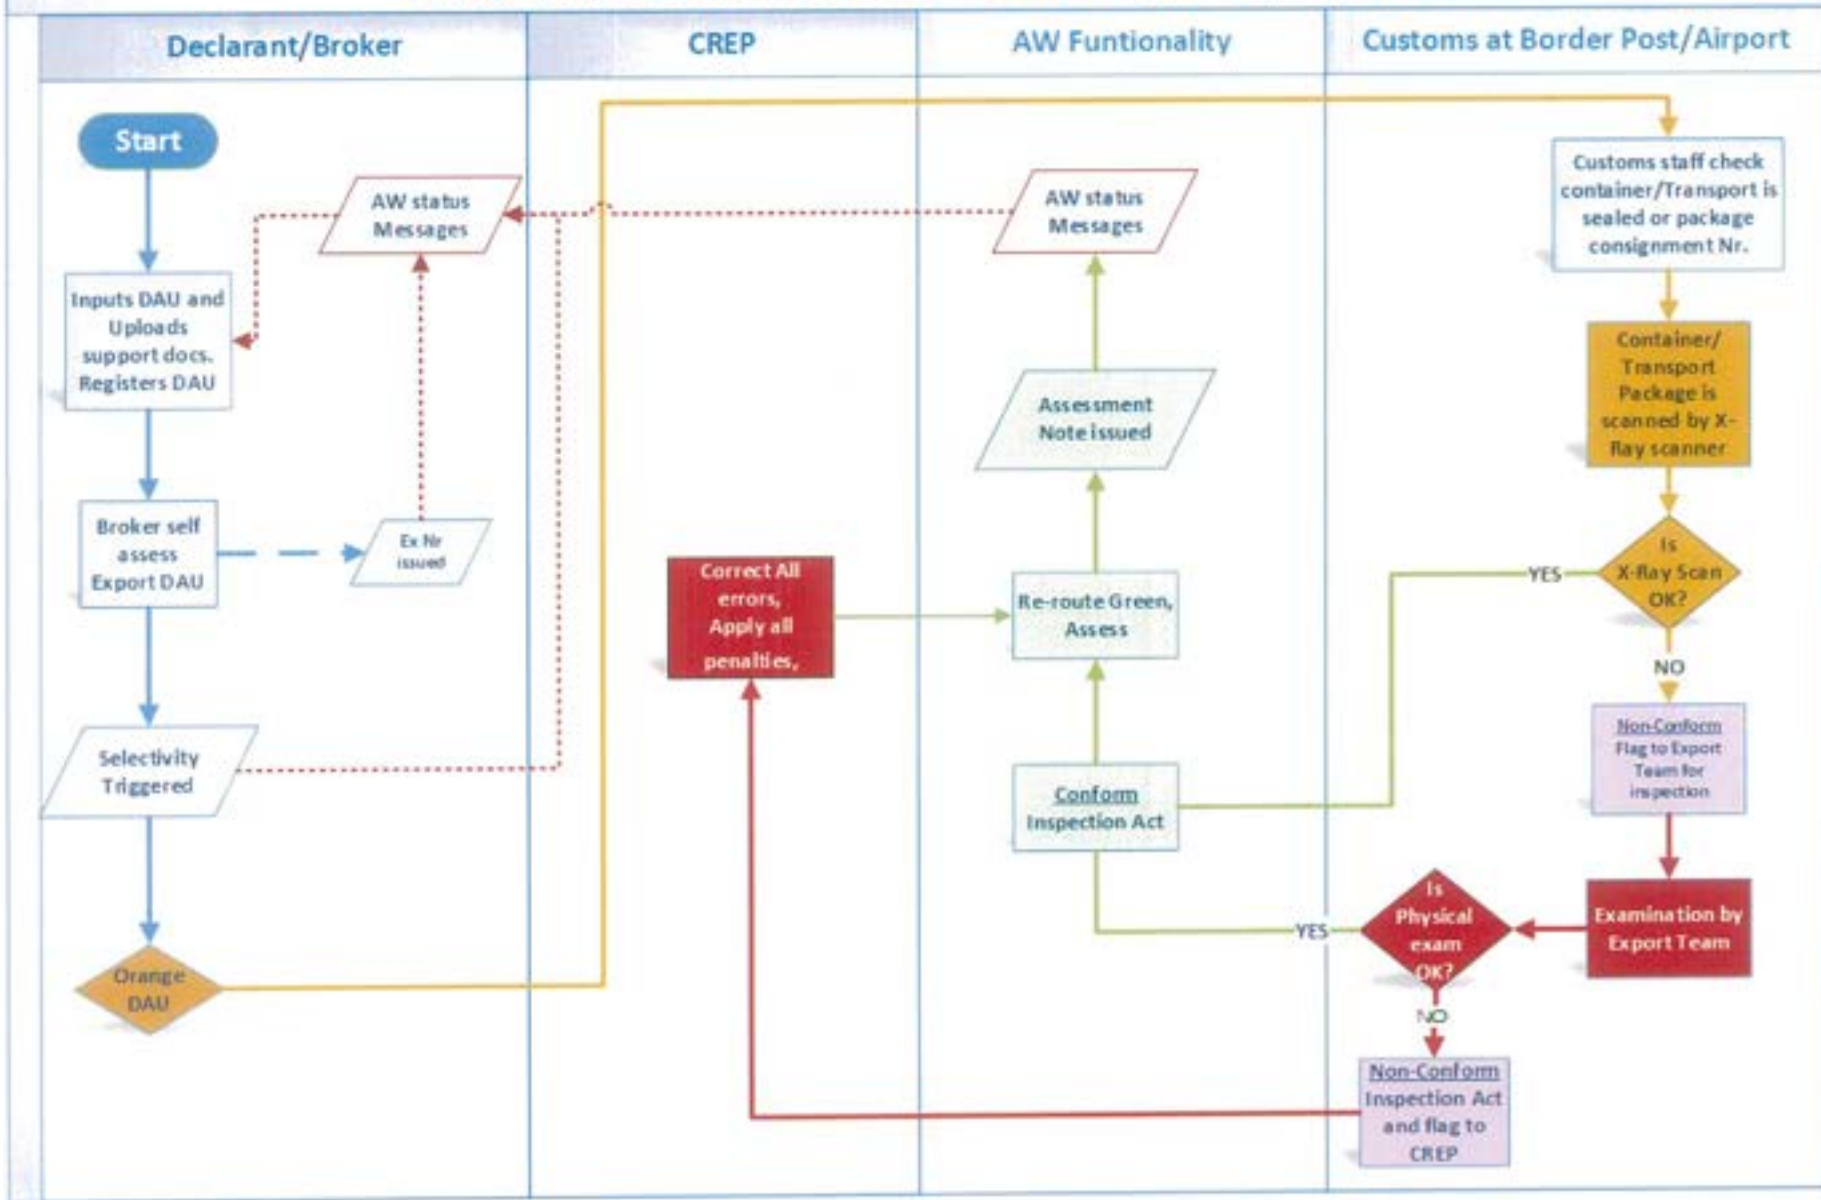 Declarant/Broker
CREP
AW Funtionality
Customs at Border Post/Airport
Start
AW status
Messages
AW status
Messages
Customs staff check
container/Transport is
sealed or package
consignment Nr.
Inputs DAU and
Uploads
support docs.
Registers DAU
Container/
Transport
Package is
scanned by X-
Ray scanner
Assessment
Note issued
Broker self
assess
Export DAU
Ex Nr
issued
Correct All
errors,
Apply all
penalties,
Re-route Green,
Assess
YES
Is
X-Ray Scan
OK?
NO
Non-Conform
Flag to Export
Team for
inspection
Selectivity
Triggered
Conform
Inspection Act
YES
Is
Physical
exam
OK?
Examination by
Export Team
Orange
DAU
NO
Non-Conform
Inspection Act
and flag to
CREP